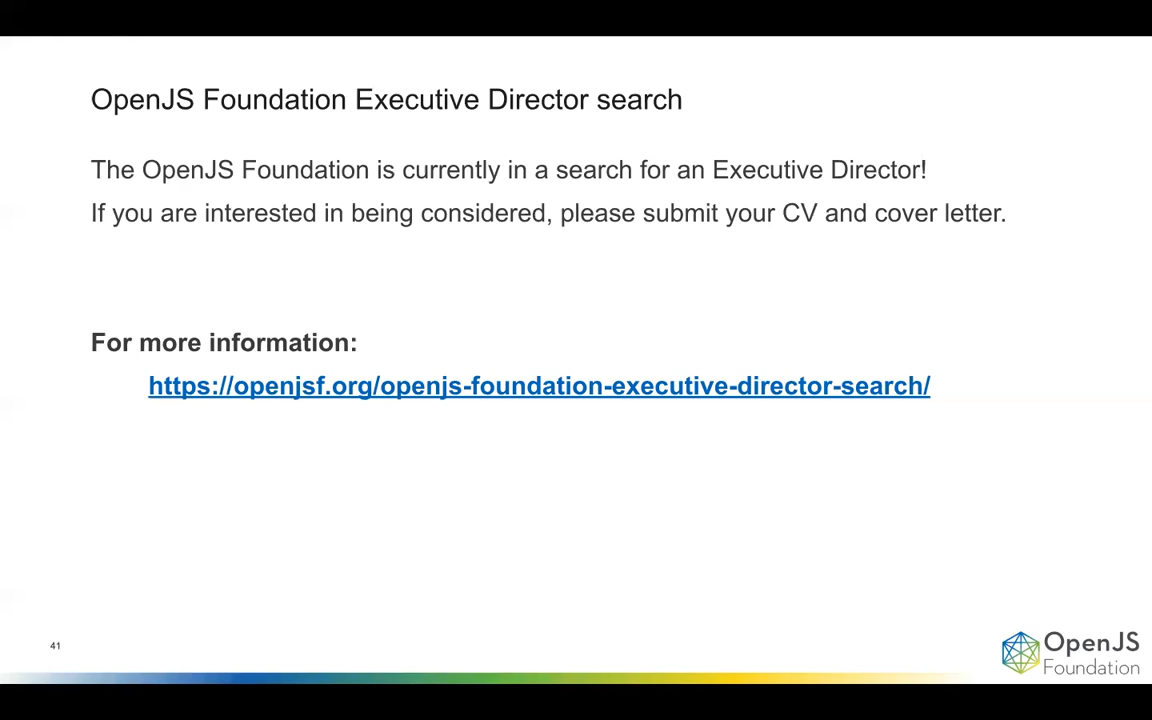 OpenJS Foundation Executive Director search
The OpenJS Foundation is currently in a search for an Executive Director!
If you are interested in being considered, please submit your CV and cover letter.
For more information:
https://openjsf.org/openjs-foundation-executive-director-search/
41
OpenJS
Foundation